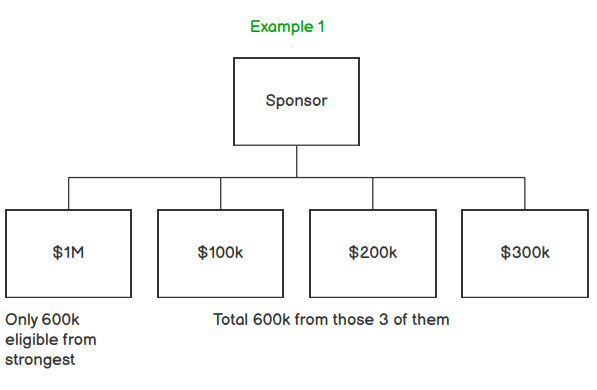 Example 1
Sponsor
$1M
$100k
$200k
$300k
Only 600k
eligible from
strongest
Total 600k from those 3 of them